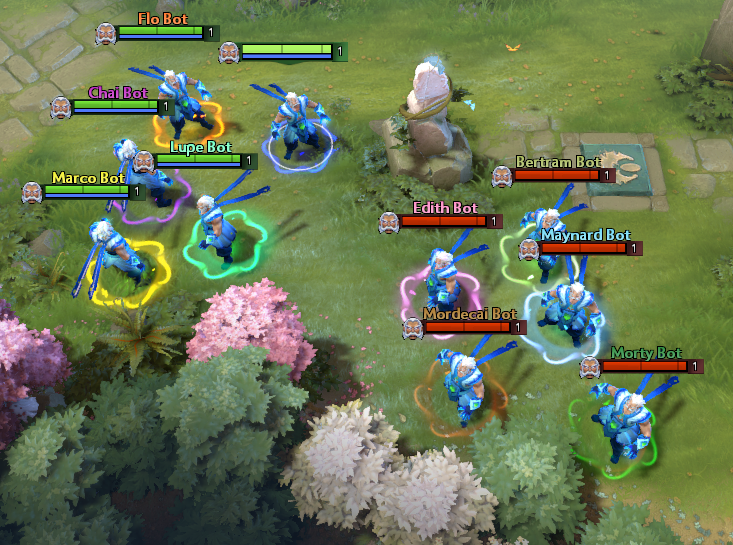 Flo Bot
1
1
Chai Bot
1
Lupe Bot
1
Marco Bot
1
Bertram Bot
1
Edith Bot
1
Maynard Bot
1
Mordecai Bot
1
Morty Bot
1